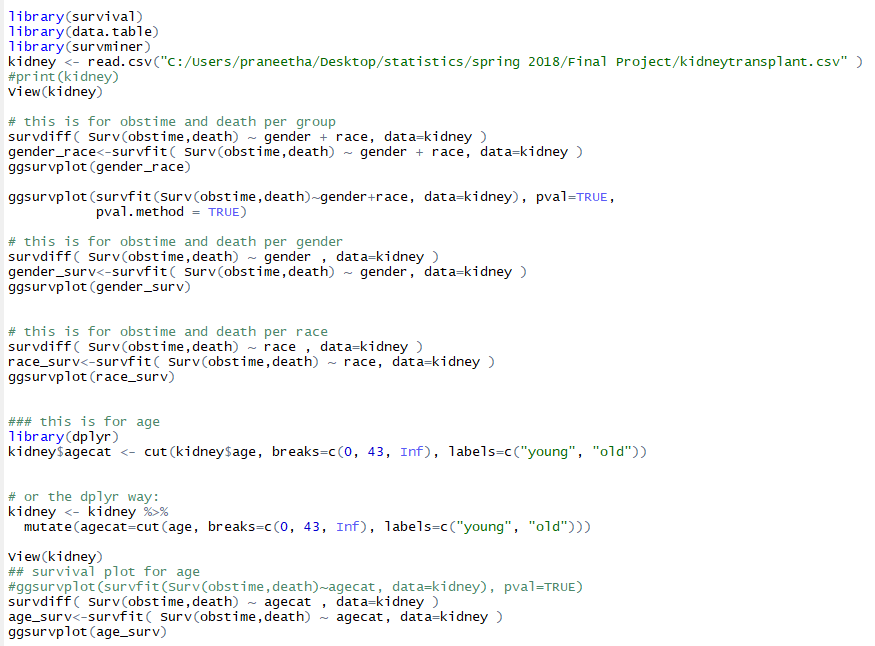 library(survival)
library(data.table)
library(survminer)
kidney <- read.csv("C:/Users/praneetha/Desktop/statistics/spring 2018/Final Project/kidneytransplant.csv" )
#print(kidney)
View(kidney)
# this is for obstime and death per group
survdiff( Surv(obstime,death) ~ gender + race, data=kidney )
gender_race<-survfit( Surv(obstime,death) ~ gender + race, data=kidney )
ggsurvplot(gender_race)
ggsurvplot(survfit(Surv(obstime,death)~gender+race, data=kidney), pval=TRUE,
pval.method = TRUE)
# this is for obstime and death per gender
survdiff( Surv(obstime,death) ~ gender , data=kidney )
gender_surv<-survfit( Surv(obstime,death) ~ gender, data=kidney )
ggsurvplot(gender_surv)
# this is for obstime and death per race
survdiff( Surv(obstime,death) ~ race , data=kidney )
race_surv<-survfit( Surv(obstime,death) ~ race, data=kidney )
ggsurvplot(race_surv)
### this is for age
library(dplyr)
kidney$agecat <- cut(kidney$age, breaks=c(0, 43, Inf), labels=c("young", "old"))
# or the dplyr way:
kidney <- kidney %>%
mutate(agecat=cut(age, breaks=c(0, 43, Inf), labels=c("young", "old")))
View(kidney)
## survival plot for age
#ggsurvplot(survfit(Surv(obstime,death)~agecat, data=kidney), pval=TRUE)
survdiff( Surv(obstime,death) ~ agecat , data=kidney )
age_surv<-survfit( Surv(obstime,death) ~ agecat, data=kidney )
ggsurvplot(age_surv)